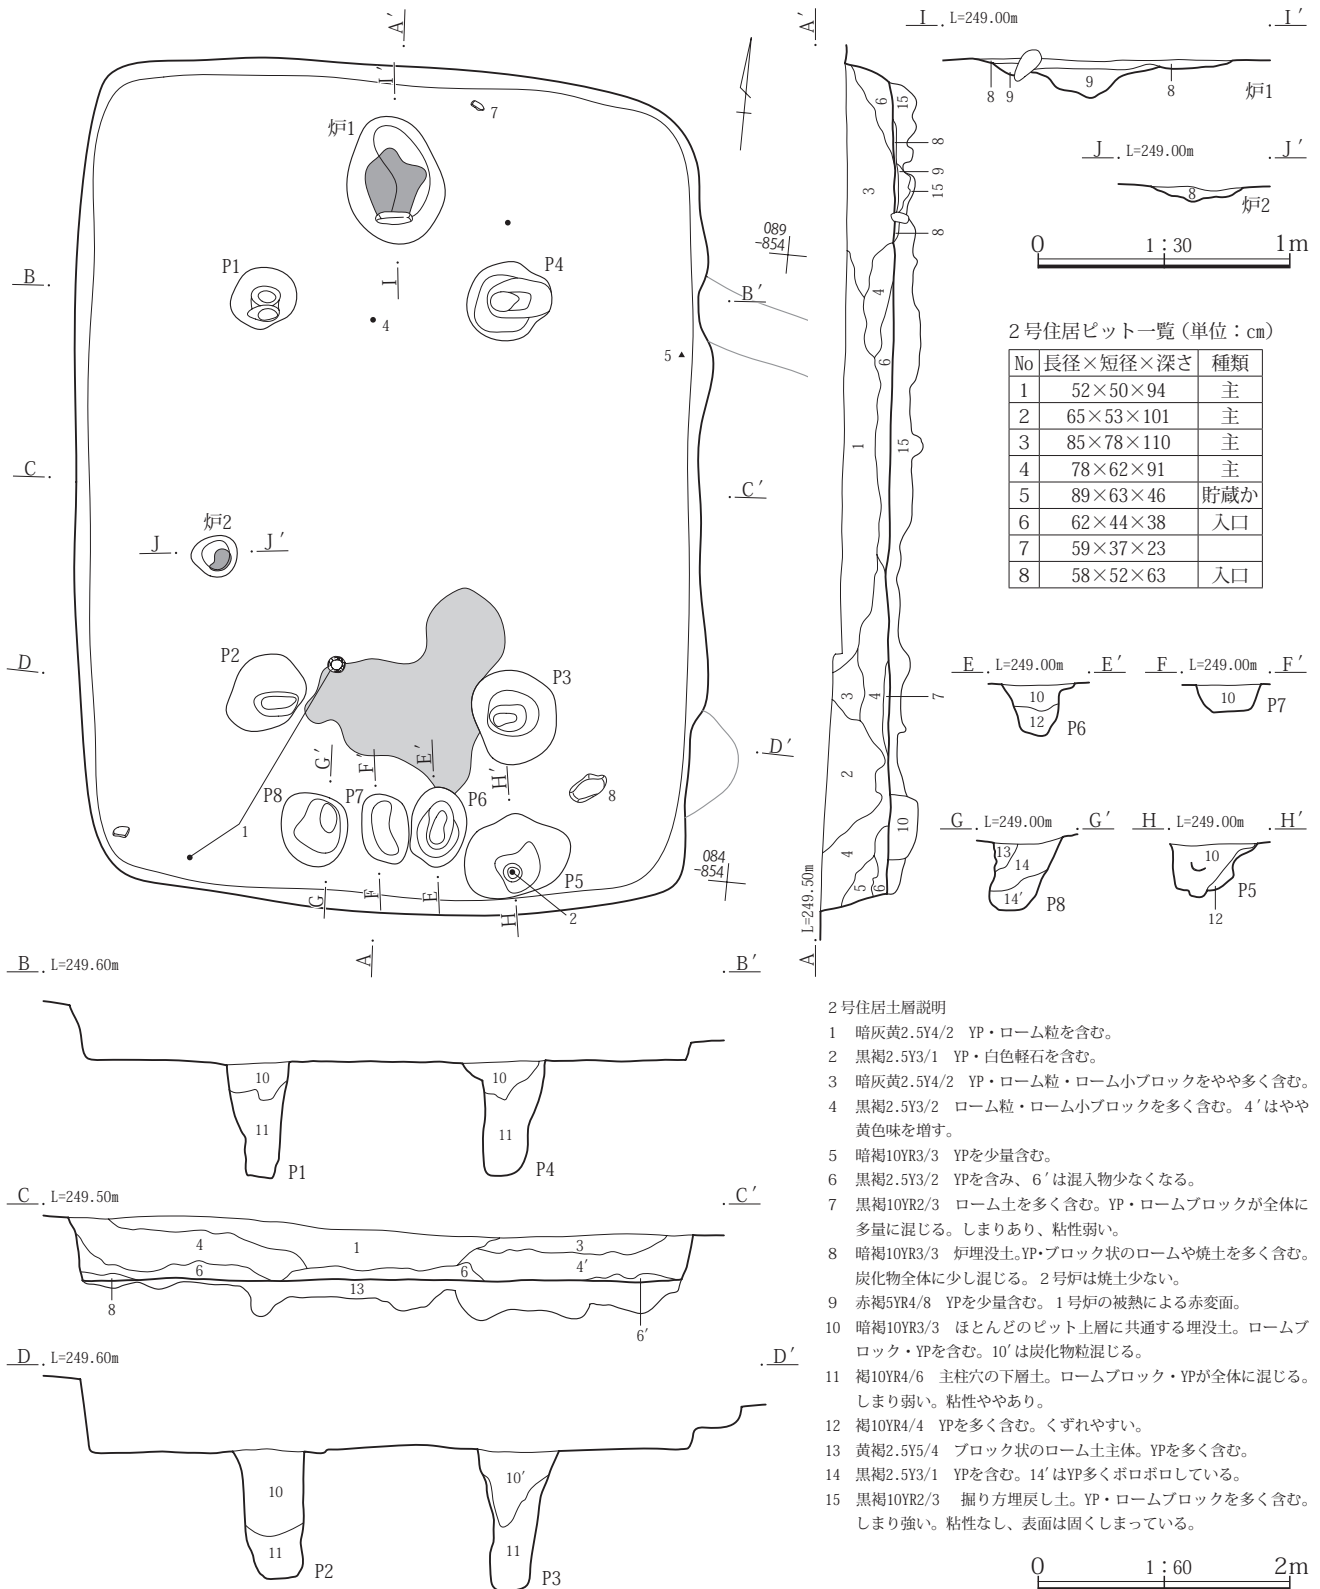 A′
I′
炉1
7
P1
P4
I
4
5
B
B′
089
-854
C
C′
炉2
J
J′
D
P2
P3
G′
F′
E′
H′
D′
P8
P7
P6
8
1
084
-854
P5
G
F
E
H
2
A
A′
6
15
8
9
15
3
8
4
6
1
15
3
4
7
2
10
4
5
6
L=249.50m
A
I L=249.00m I′
8
9
9
8
炉1
J L=249.00m J′
8
炉2
0 1：30 1m
2号住居ピット一覧（単位：cm）
No 長径×短径×深さ 種類
1 52×50×94 主
2 65×53×101 主
3 85×78×110 主
4 78×62×91 主
5 89×63×46 貯蔵か
6 62×44×38 入口
7 59×37×23
8 58×52×63 入口
E L=249.00m E′
10
12
P6
F L=249.00m F′
10
P7
G L=249.00m G′
13
14
14′
P8
H L=249.00m H′
10
P5
12
B L=249.60m B′
10
11
P1
10
11
P4
C L=249.50m C′
4
1
3
6
6
4′
13
8
6′
D L=249.60m D′
10
11
P2
10′
11
P3
2号住居土層説明
1 暗灰黄2.5Y4/2 YP・ローム粒を含む。
2 黒褐2.5Y3/1 YP・白色軽石を含む。
3 暗灰黄2.5Y4/2 YP・ローム粒・ローム小ブロックをやや多く含む。
4 黒褐2.5Y3/2 ローム粒・ローム小ブロックを多く含む。4′はやや
黄色味を増す。
5 暗褐10YR3/3 YPを少量含む。
6 黒褐2.5Y3/2 YPを含み、6′は混入物少なくなる。
7 黒褐10YR2/3 ローム土を多く含む。YP・ロームブロックが全体に
多量に混じる。しまりあり、粘性弱い。
8 暗褐10YR3/3 炉埋没土。YP・ブロック状のロームや焼土を多く含む。
炭化物全体に少し混じる。2号炉は焼土少ない。
9 赤褐5YR4/8 YPを少量含む。1号炉の被熱による赤変面。
10 暗褐10YR3/3 ほとんどのピット上層に共通する埋没土。ロームブ
ロック・YPを含む。10′は炭化物粒混じる。
11 褐10YR4/6 主柱穴の下層土。ロームブロック・YPが全体に混じる。
しまり弱い。粘性ややあり。
12 褐10YR4/4 YPを多く含む。くずれやすい。
13 黄褐2.5Y5/4 ブロック状のローム土主体。YPを多く含む。
14 黒褐2.5Y3/1 YPを含む。14′はYP多くボロボロしている。
15 黒褐10YR2/3 掘り方埋戻し土。YP・ロームブロックを多く含む。
しまり強い。粘性なし、表面は固くしまっている。
0 1：60 2m